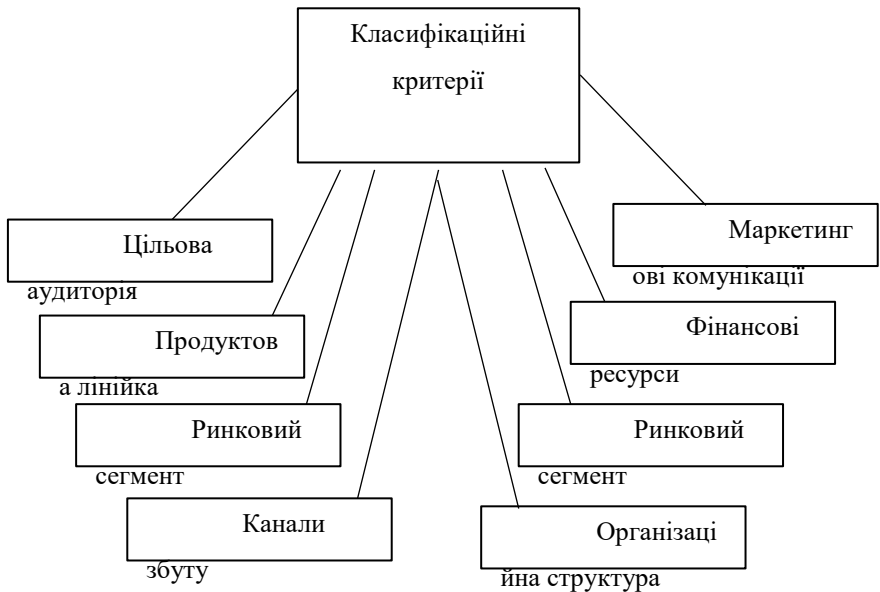 Класифікаційні
критерії
Цільова
аудиторія
Продуктов
а лінійка
Ринковий
сегмент
Канали
збуту
Маркетинг
ові комунікації
Фінансові
ресурси
Ринковий
сегмент
Організаці
йна структура